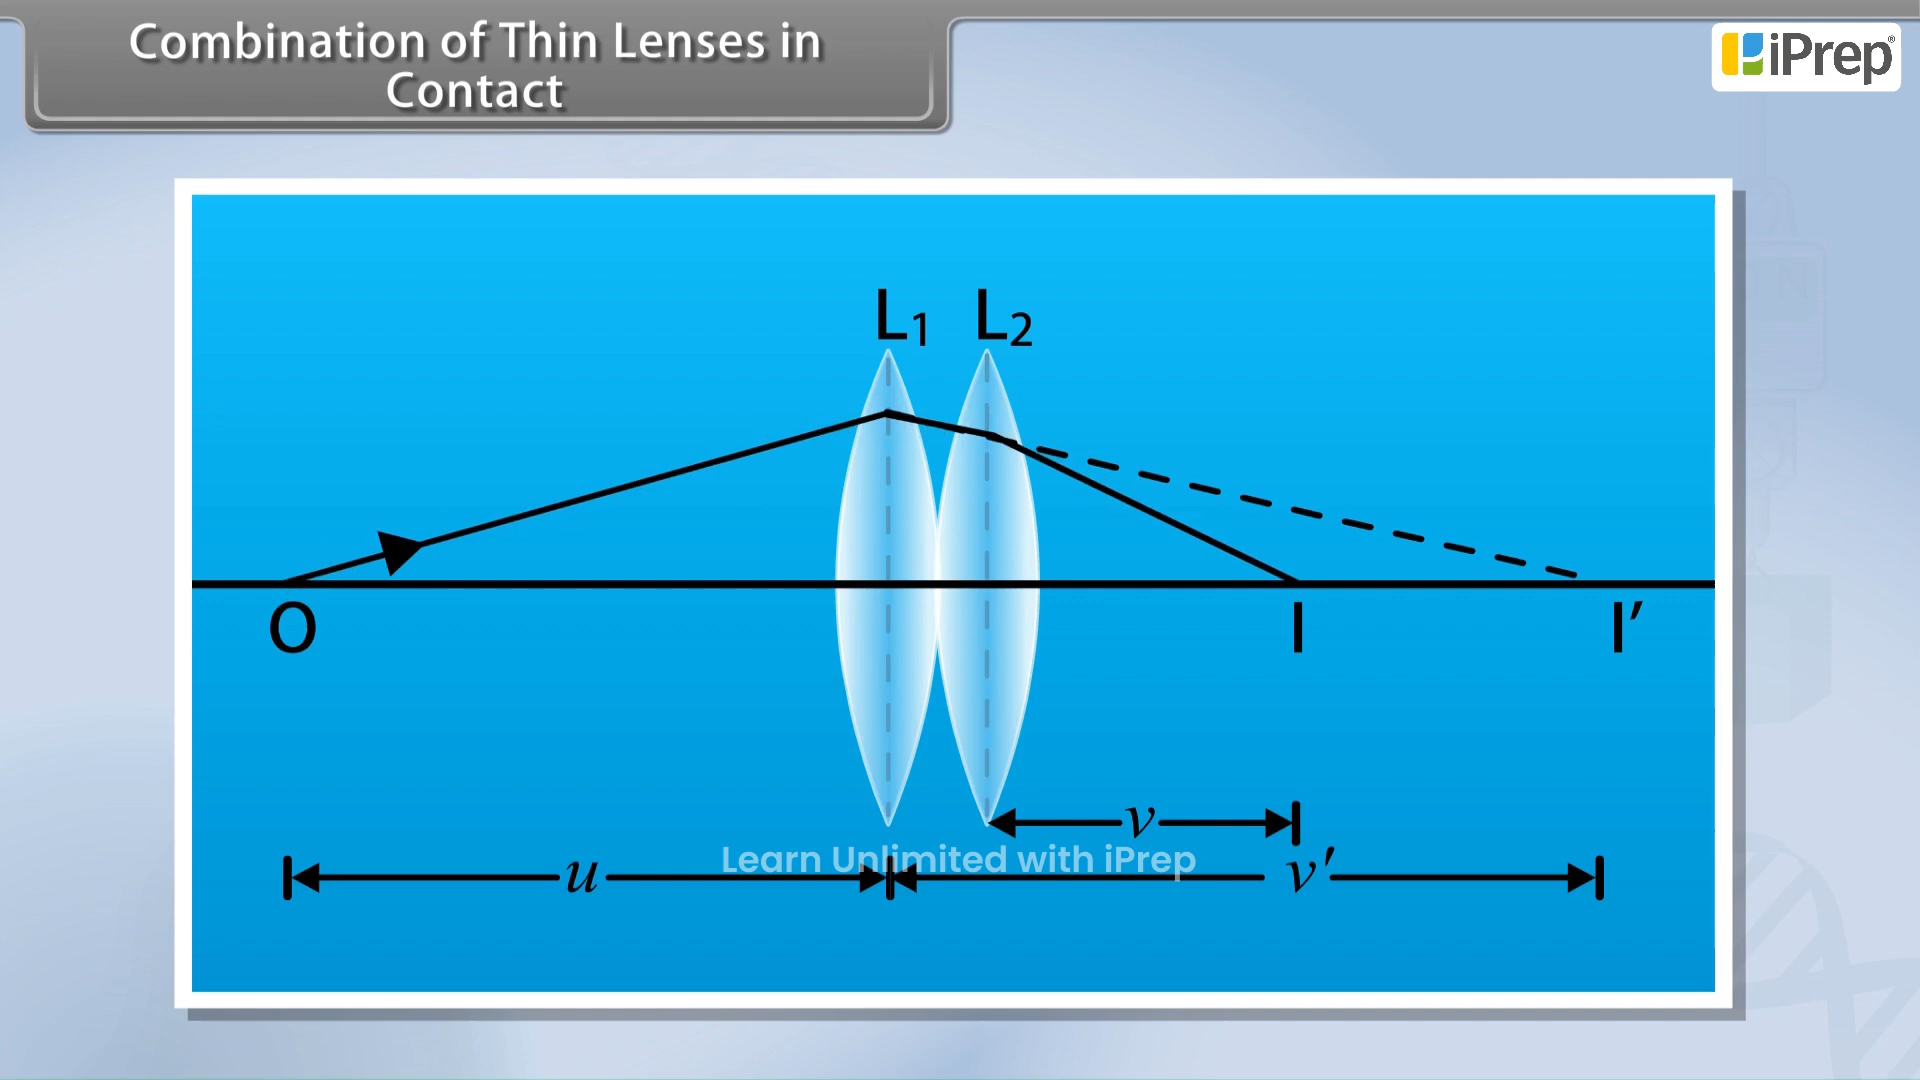 Combination of Thin Lenses in
Contact
iPrep®
L₁ L₂
O I I′
v
Learn Unlimited with iPrep
u v′